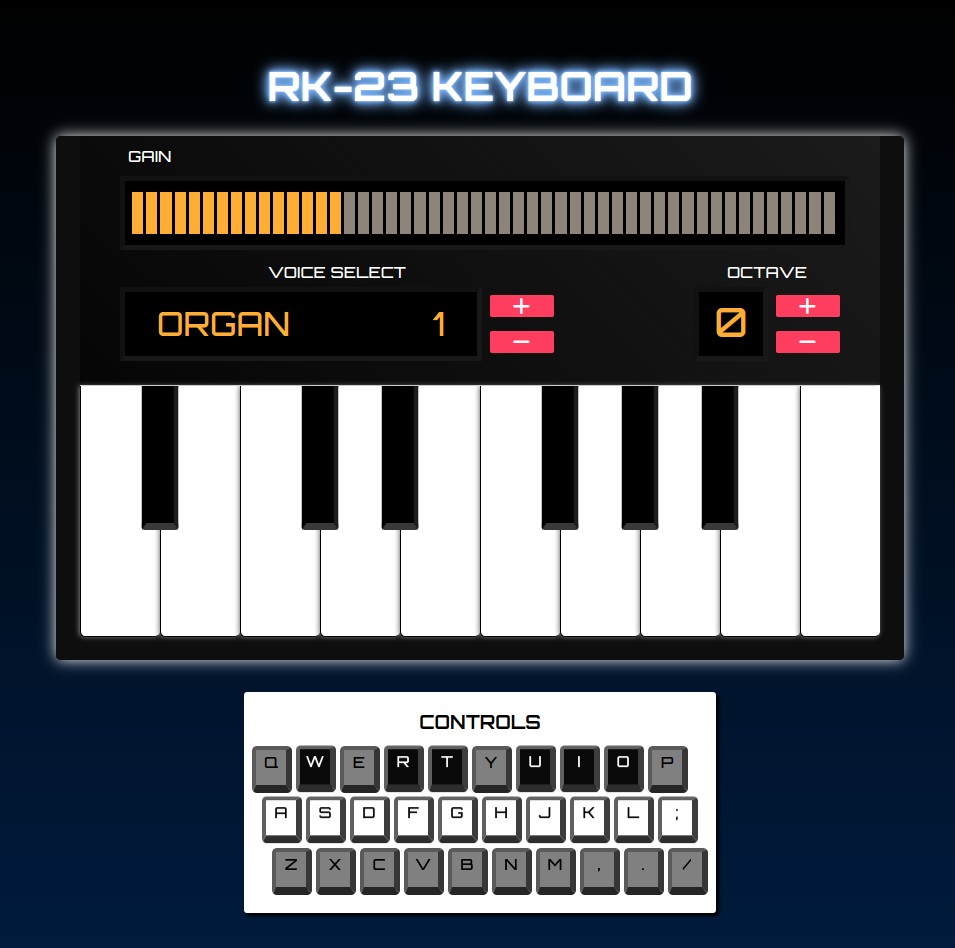 RK-23 KEYBOARD
GAIN
VOICE SELECT OCTAVE
ORGAN 1 + 0 +
− −
CONTROLS
Q W E R T Y U I O P
A S D F G H J K L ;
Z X C V B N M , . /